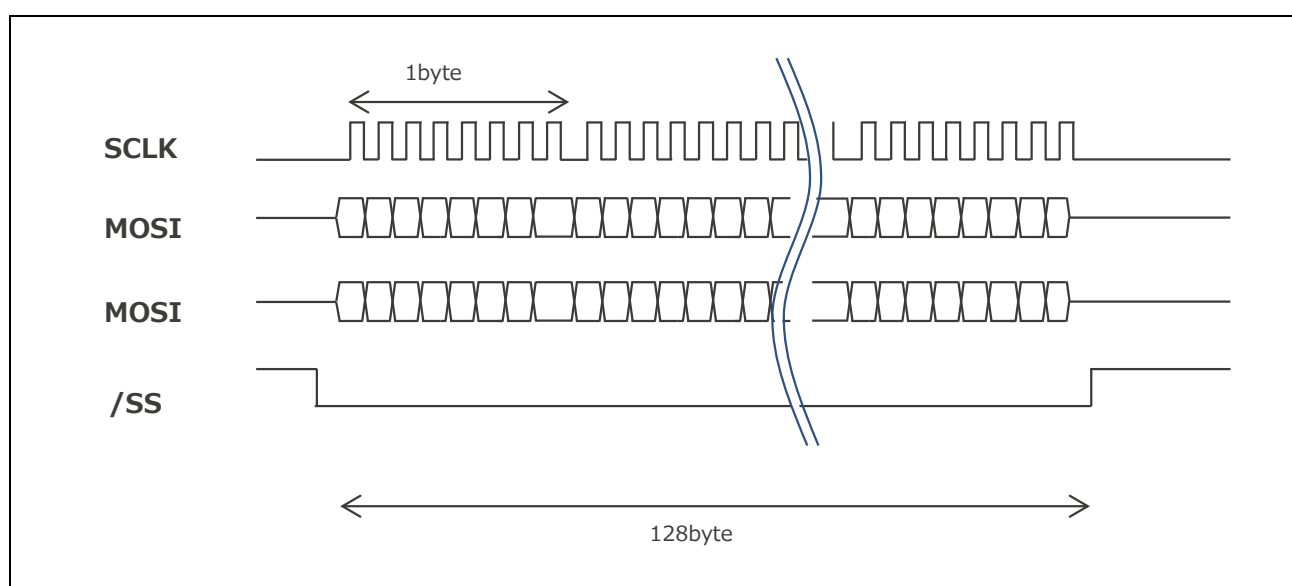 1byte
SCLK
MOSI
MOSI
/SS
128byte